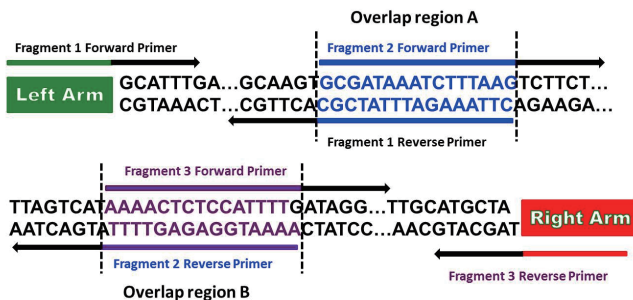 Overlap region A
Fragment 1 Forward Primer
Fragment 2 Forward Primer
Left Arm
GCATTTGA...GCAAGTGCGATAAATCTTTAAGTCTTCT...
CGTAAACT...CGTTCACGCTATTTAGAAATTCAGAAGA...
Fragment 1 Reverse Primer
Fragment 3 Forward Primer
TTAGTCATAAAACTCTCCATTTTGATAGG...TTGCATGCTA
AATCAGTATTTTGAGAGGTAAAACTATCC...AACGTACGAT
Right Arm
Fragment 2 Reverse Primer
Fragment 3 Reverse Primer
Overlap region B